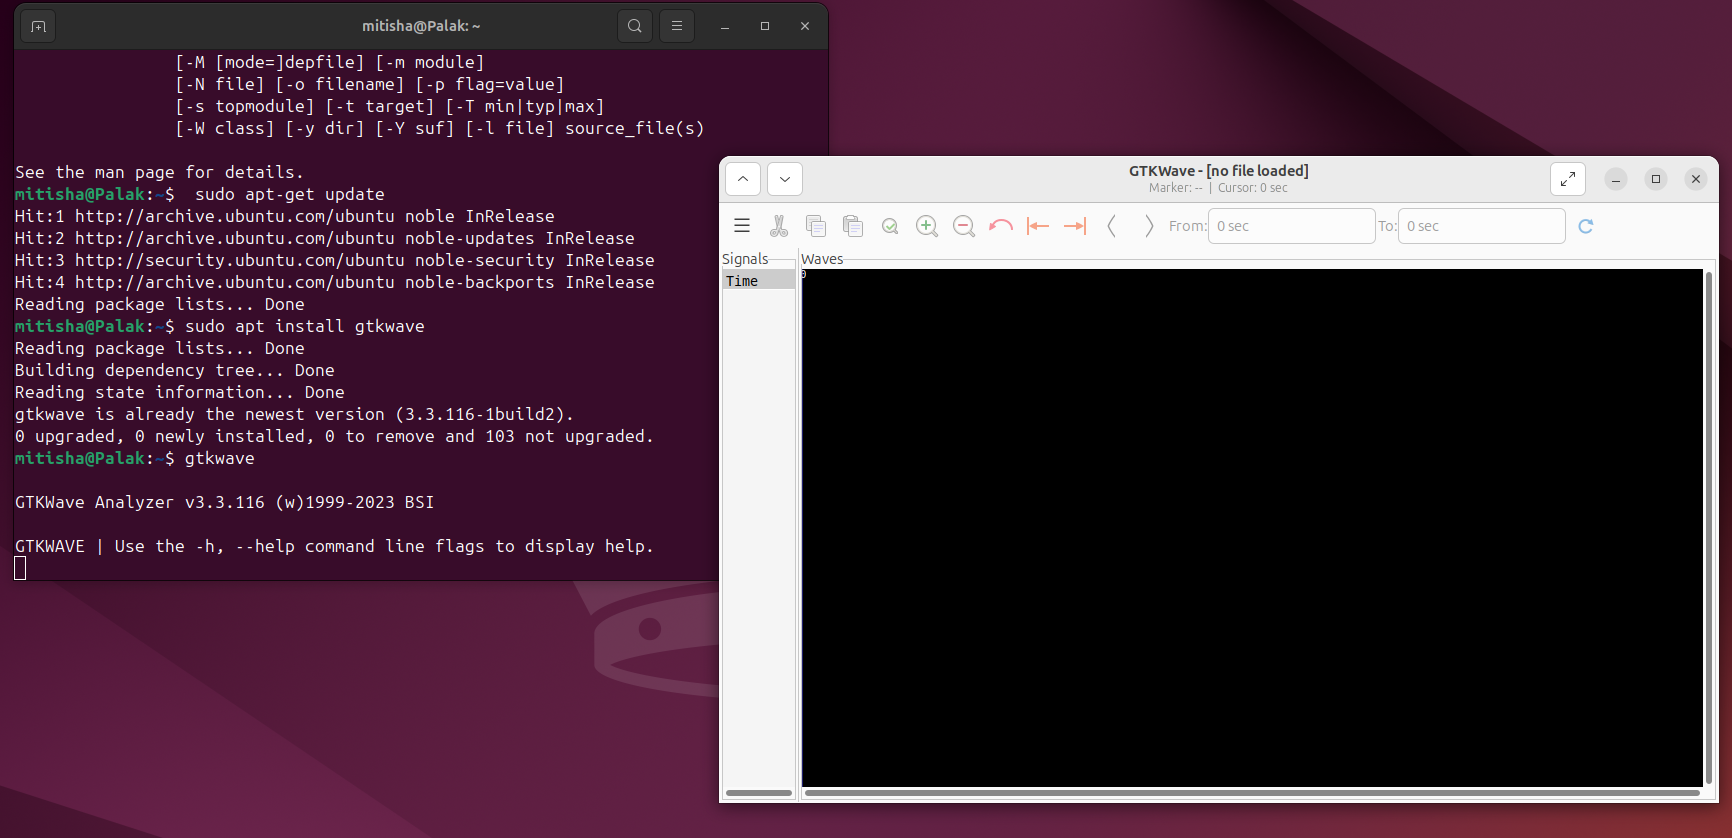 mitisha@Palak: ~
[-M [mode=]depfile] [-m module]
[-N file] [-o filename] [-p flag=value]
[-s topmodule] [-t target] [-T min|typ|max]
[-W class] [-y dir] [-Y suf] [-l file] source_file(s)
See the man page for details.
mitisha@Palak:~$  sudo apt-get update
Hit:1 http://archive.ubuntu.com/ubuntu noble InRelease
Hit:2 http://archive.ubuntu.com/ubuntu noble-updates InRelease
Hit:3 http://security.ubuntu.com/ubuntu noble-security InRelease
Hit:4 http://archive.ubuntu.com/ubuntu noble-backports InRelease
Reading package lists... Done
mitisha@Palak:~$ sudo apt install gtkwave
Reading package lists... Done
Building dependency tree... Done
Reading state information... Done
gtkwave is already the newest version (3.3.116-1build2).
0 upgraded, 0 newly installed, 0 to remove and 103 not upgraded.
mitisha@Palak:~$ gtkwave
GTKWave Analyzer v3.3.116 (w)1999-2023 BSI
GTKWAVE | Use the -h, --help command line flags to display help.
GTKWave - [no file loaded]
Marker: -- | Cursor: 0 sec
From: 0 sec To: 0 sec
Signals
Time
Waves
0